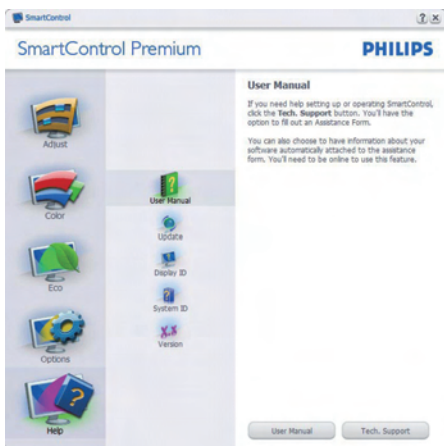 SmartControl
SmartControl Premium
PHILIPS
Adjust
Color
Eco
Options
Help
User Manual
Update
Display ID
System ID
Version
User Manual
If you need help setting up or operating SmartControl,
click the Tech. Support button. You'll have the
option to fill out an Assistance Form.
You can also choose to have information about your
software automatically attached to the assistance
form. You'll need to be online to use this feature.
User Manual
Tech. Support